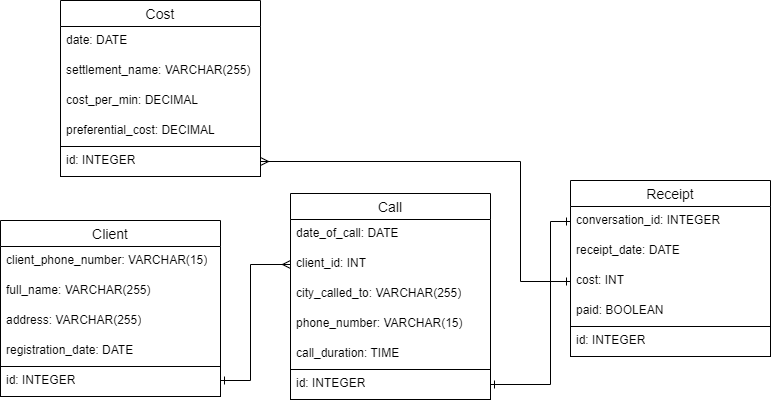 Cost
date: DATE
settlement_name: VARCHAR(255)
cost_per_min: DECIMAL
preferential_cost: DECIMAL
id: INTEGER
Client
client_phone_number: VARCHAR(15)
full_name: VARCHAR(255)
address: VARCHAR(255)
registration_date: DATE
id: INTEGER
Call
date_of_call: DATE
client_id: INT
city_called_to: VARCHAR(255)
phone_number: VARCHAR(15)
call_duration: TIME
id: INTEGER
Receipt
conversation_id: INTEGER
receipt_date: DATE
cost: INT
paid: BOOLEAN
id: INTEGER